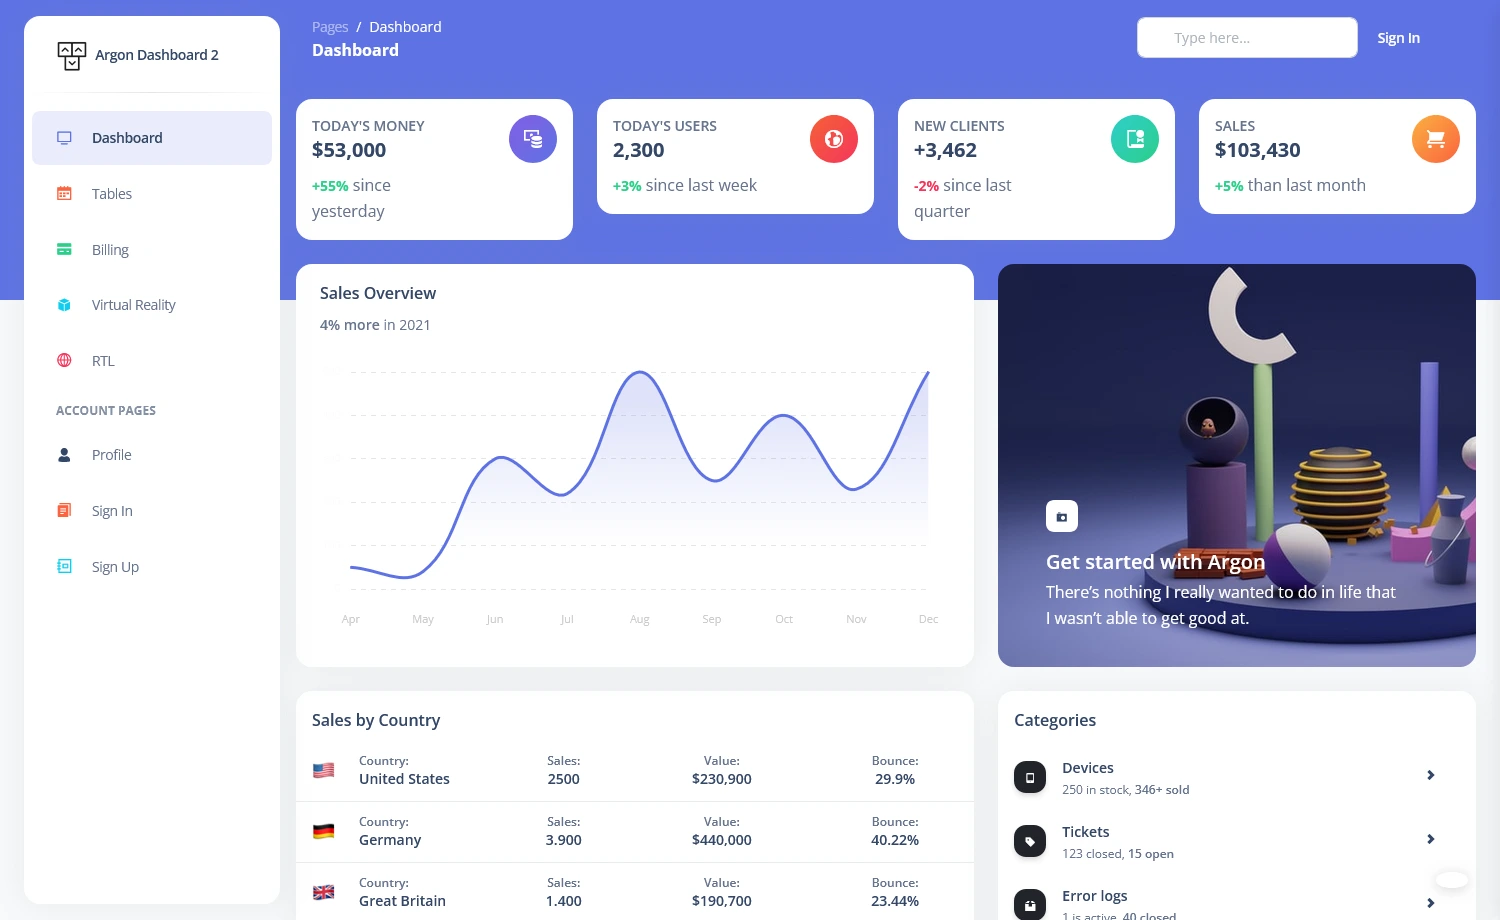 Argon Dashboard 2
Dashboard
Tables
Billing
Virtual Reality
RTL
ACCOUNT PAGES
Profile
Sign In
Sign Up
Pages / Dashboard
Dashboard
Type here...
Sign In
TODAY'S MONEY
$53,000
+55% since
yesterday
TODAY'S USERS
2,300
+3% since last week
NEW CLIENTS
+3,462
-2% since last
quarter
SALES
$103,430
+5% than last month
Sales Overview
4% more in 2021
Apr May Jun Jul Aug Sep Oct Nov Dec
Get started with Argon
There’s nothing I really wanted to do in life that
I wasn’t able to get good at.
Sales by Country
Country: Sales: Value: Bounce:
United States 2500 $230,900 29.9%
Country: Sales: Value: Bounce:
Germany 3.900 $440,000 40.22%
Country: Sales: Value: Bounce:
Great Britain 1.400 $190,700 23.44%
Categories
Devices
250 in stock, 346+ sold
Tickets
123 closed, 15 open
Error logs
1 is active, 40 closed